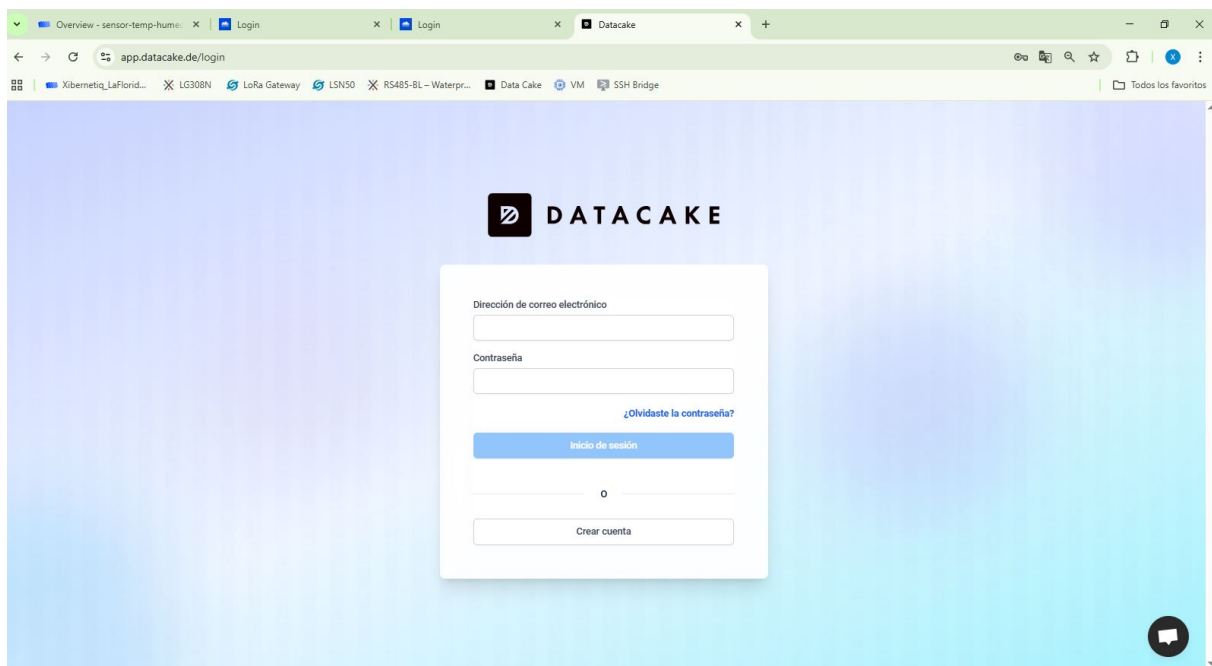 Overview - sensor-temp-humed
Login
Login
Datacake
app.datacake.de/login
Xibernetiq_LaFlorid...
LG308N
LoRa Gateway
LSN50
RS485-BL – Waterpr...
Data Cake
VM
SSH Bridge
Todos los favoritos
X
DATACAKE
Dirección de correo electrónico
Contraseña
¿Olvidaste la contraseña?
Inicio de sesión
O
Crear cuenta